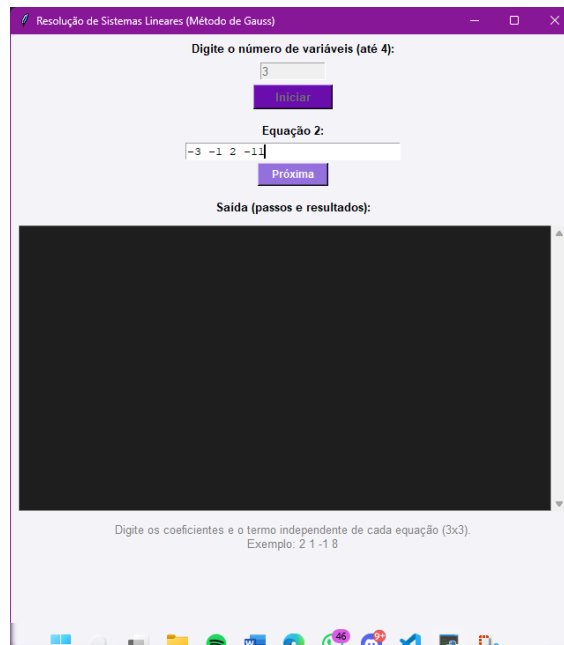 Resolução de Sistemas Lineares (Método de Gauss)
Digite o número de variáveis (até 4):
3
Iniciar
Equação 2:
-3 -1 2 -11
Próxima
Saída (passos e resultados):
Digite os coeficientes e o termo independente de cada equação (3x3).
Exemplo: 2 1 -1 8
46
9+